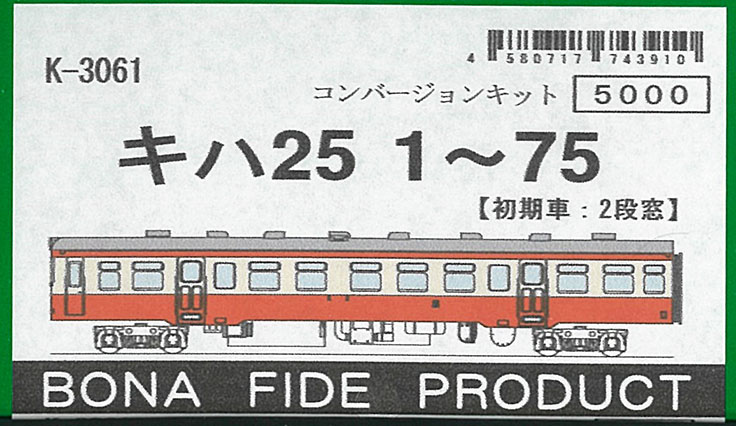 K-3061
4 580717 743910
コンバージョンキット 5000
キハ25 1～75
【初期車：2段窓】
BONA FIDE PRODUCT